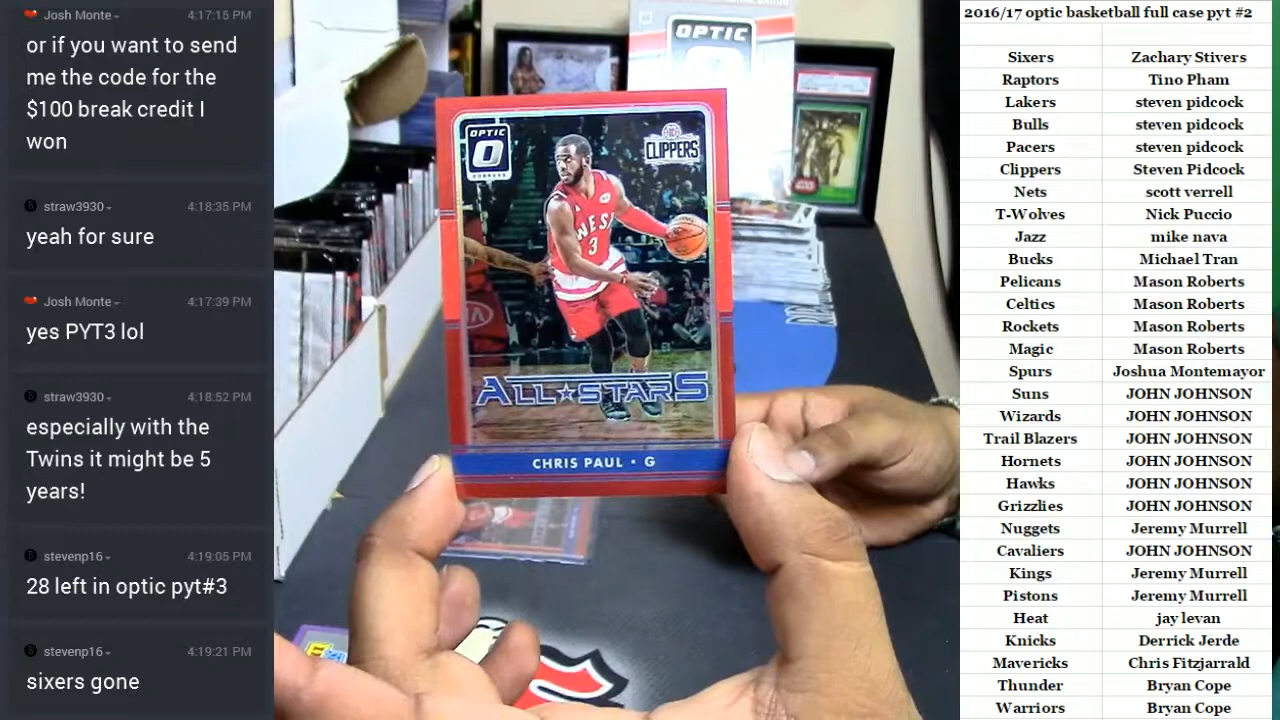 Josh Monte 4:17:15 PM
or if you want to send
me the code for the
$100 break credit I
won
straw3930 4:18:35 PM
yeah for sure
Josh Monte 4:17:39 PM
yes PYT3 lol
straw3930 4:18:52 PM
especially with the
Twins it might be 5
years!
stevenp16 4:19:05 PM
28 left in optic pyt#3
stevenp16 4:19:21 PM
sixers gone
OPTIC
OPTIC
CLIPPERS
WEST
3
KIA
ALL★STARS
CHRIS PAUL • G
2016/17 optic basketball full case pyt #2
Sixers Zachary Stivers
Raptors Tino Pham
Lakers steven pidcock
Bulls steven pidcock
Pacers steven pidcock
Clippers Steven Pidcock
Nets scott verrell
T-Wolves Nick Puccio
Jazz mike nava
Bucks Michael Tran
Pelicans Mason Roberts
Celtics Mason Roberts
Rockets Mason Roberts
Magic Mason Roberts
Spurs Joshua Montemayor
Suns JOHN JOHNSON
Wizards JOHN JOHNSON
Trail Blazers JOHN JOHNSON
Hornets JOHN JOHNSON
Hawks JOHN JOHNSON
Grizzlies JOHN JOHNSON
Nuggets Jeremy Murrell
Cavaliers JOHN JOHNSON
Kings Jeremy Murrell
Pistons Jeremy Murrell
Heat jay levan
Knicks Derrick Jerde
Mavericks Chris Fitzjarrald
Thunder Bryan Cope
Warriors Bryan Cope